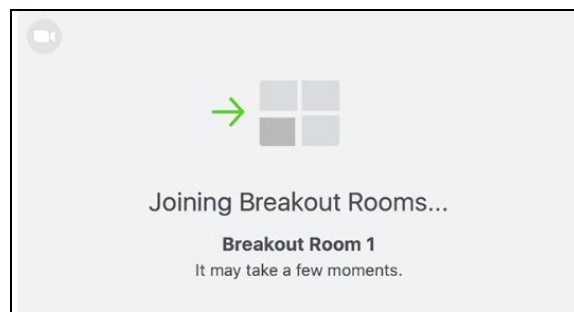 Joining Breakout Rooms...
Breakout Room 1
It may take a few moments.